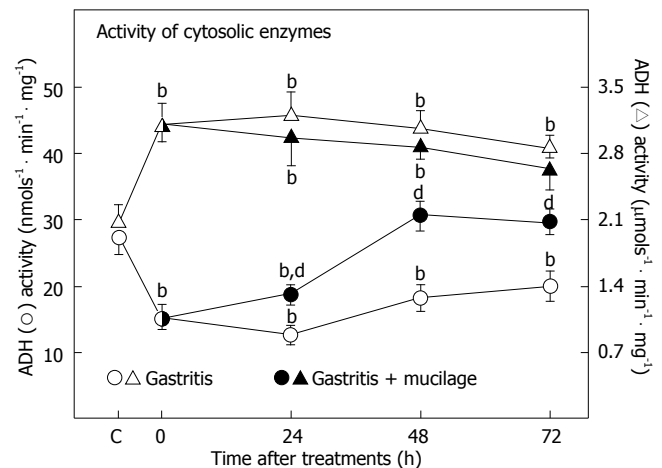 Activity of cytosolic enzymes
ADH (○) activity (nmols⁻¹· min⁻¹· mg⁻¹)
50
40
30
20
10
b
b
b
b
b
b
d
d
b,d
b
b
b
b
3.5
2.8
2.1
1.4
0.7
ADH (△) activity (µmols⁻¹· min⁻¹· mg⁻¹)
○△ Gastritis
●▲ Gastritis + mucilage
C 0 24 48 72
Time after treatments (h)